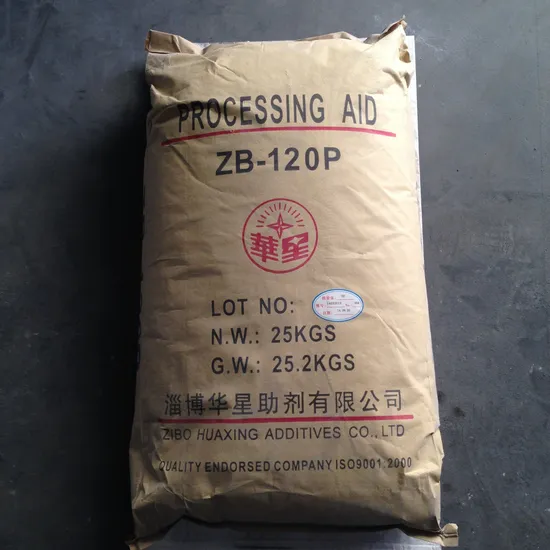 PROCESSING AID
ZB-120P
華星
LOT NO:
N.W.: 25KGS
G.W.: 25.2KGS
淄博华星助剂有限公司
ZIBO HUAXING ADDITIVES CO., LTD
QUALITY ENDORSED COMPANY ISO9001:2000